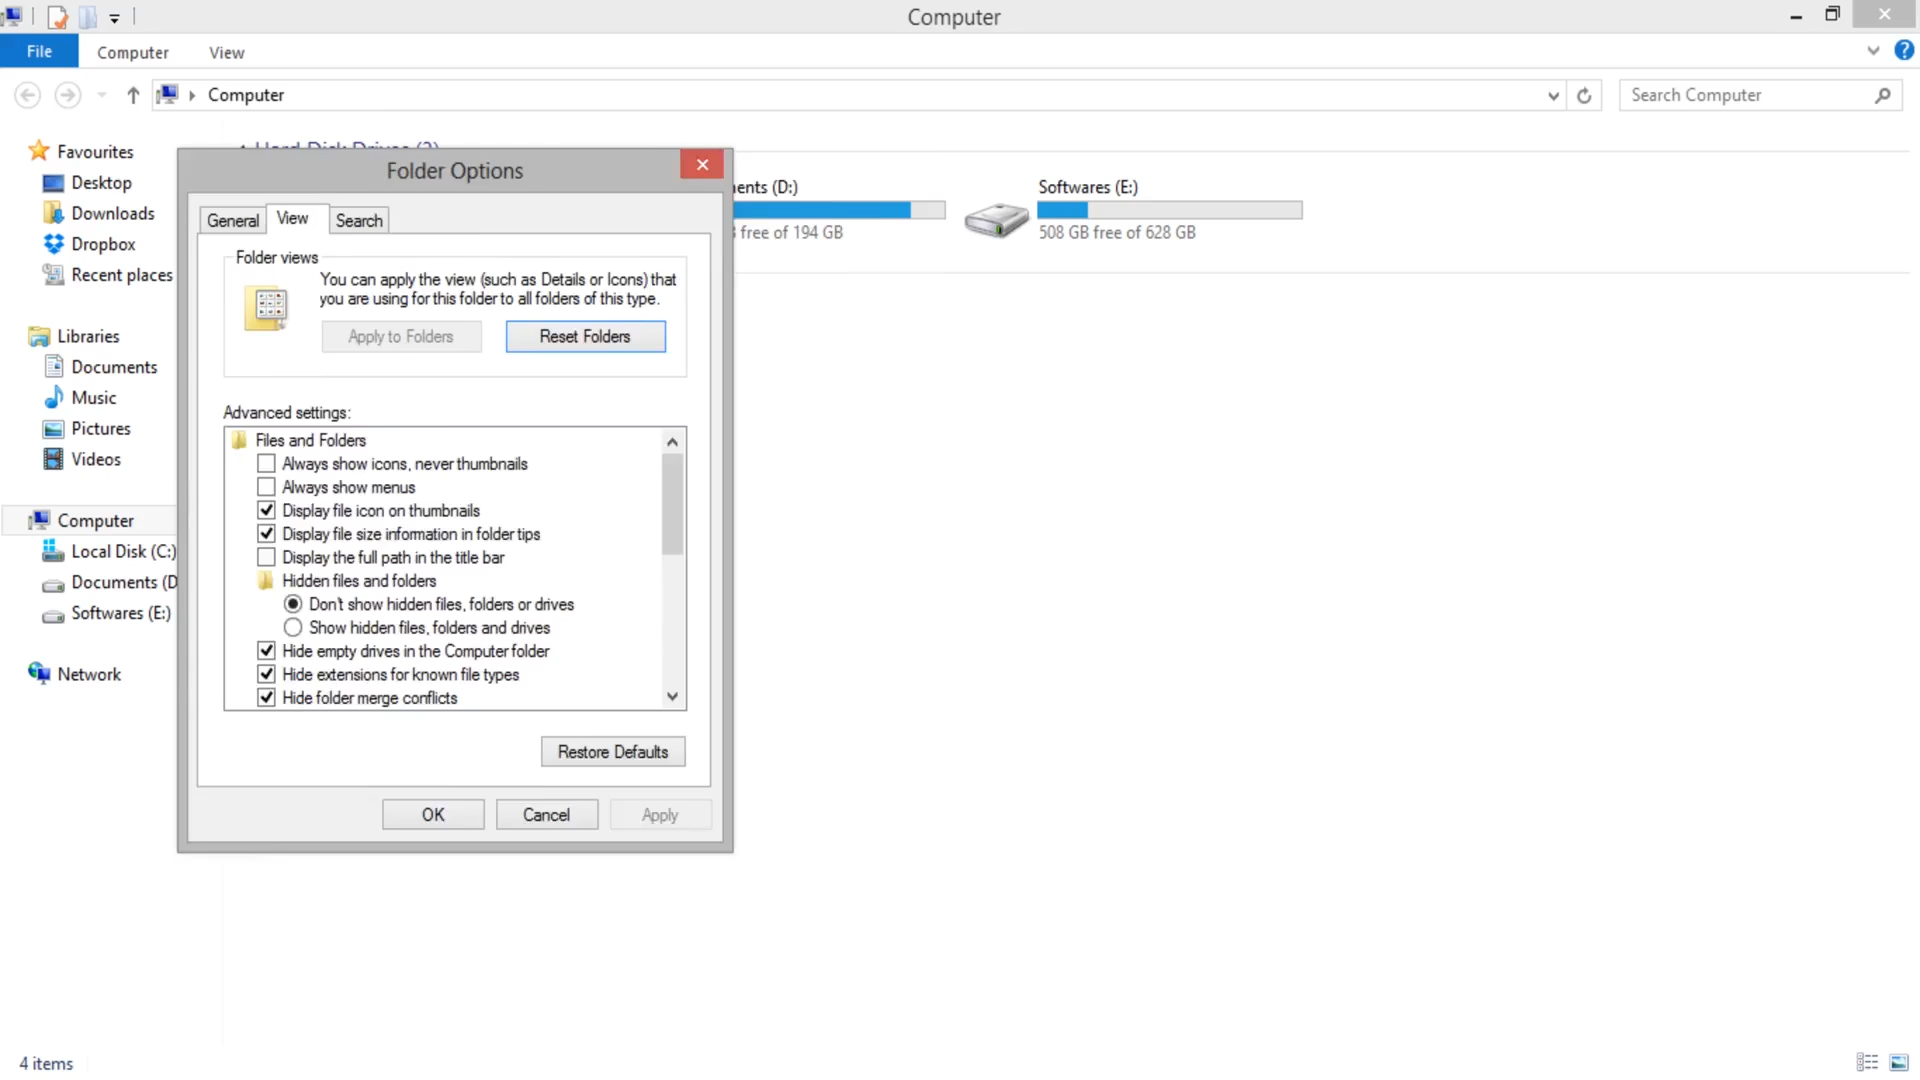 Computer
File
Computer
View
Computer
Search Computer
Favourites
Desktop
Downloads
Dropbox
Recent places
Libraries
Documents
Music
Pictures
Videos
Computer
Local Disk (C:)
Documents (D
Softwares (E:)
Network
Hard Disk Drives (3)
ents (D:)
free of 194 GB
Softwares (E:)
508 GB free of 628 GB
Folder Options
General
View
Search
Folder views
You can apply the view (such as Details or Icons) that
you are using for this folder to all folders of this type.
Apply to Folders
Reset Folders
Advanced settings:
Files and Folders
Always show icons, never thumbnails
Always show menus
Display file icon on thumbnails
Display file size information in folder tips
Display the full path in the title bar
Hidden files and folders
Don't show hidden files, folders or drives
Show hidden files, folders and drives
Hide empty drives in the Computer folder
Hide extensions for known file types
Hide folder merge conflicts
Restore Defaults
OK
Cancel
Apply
4 items